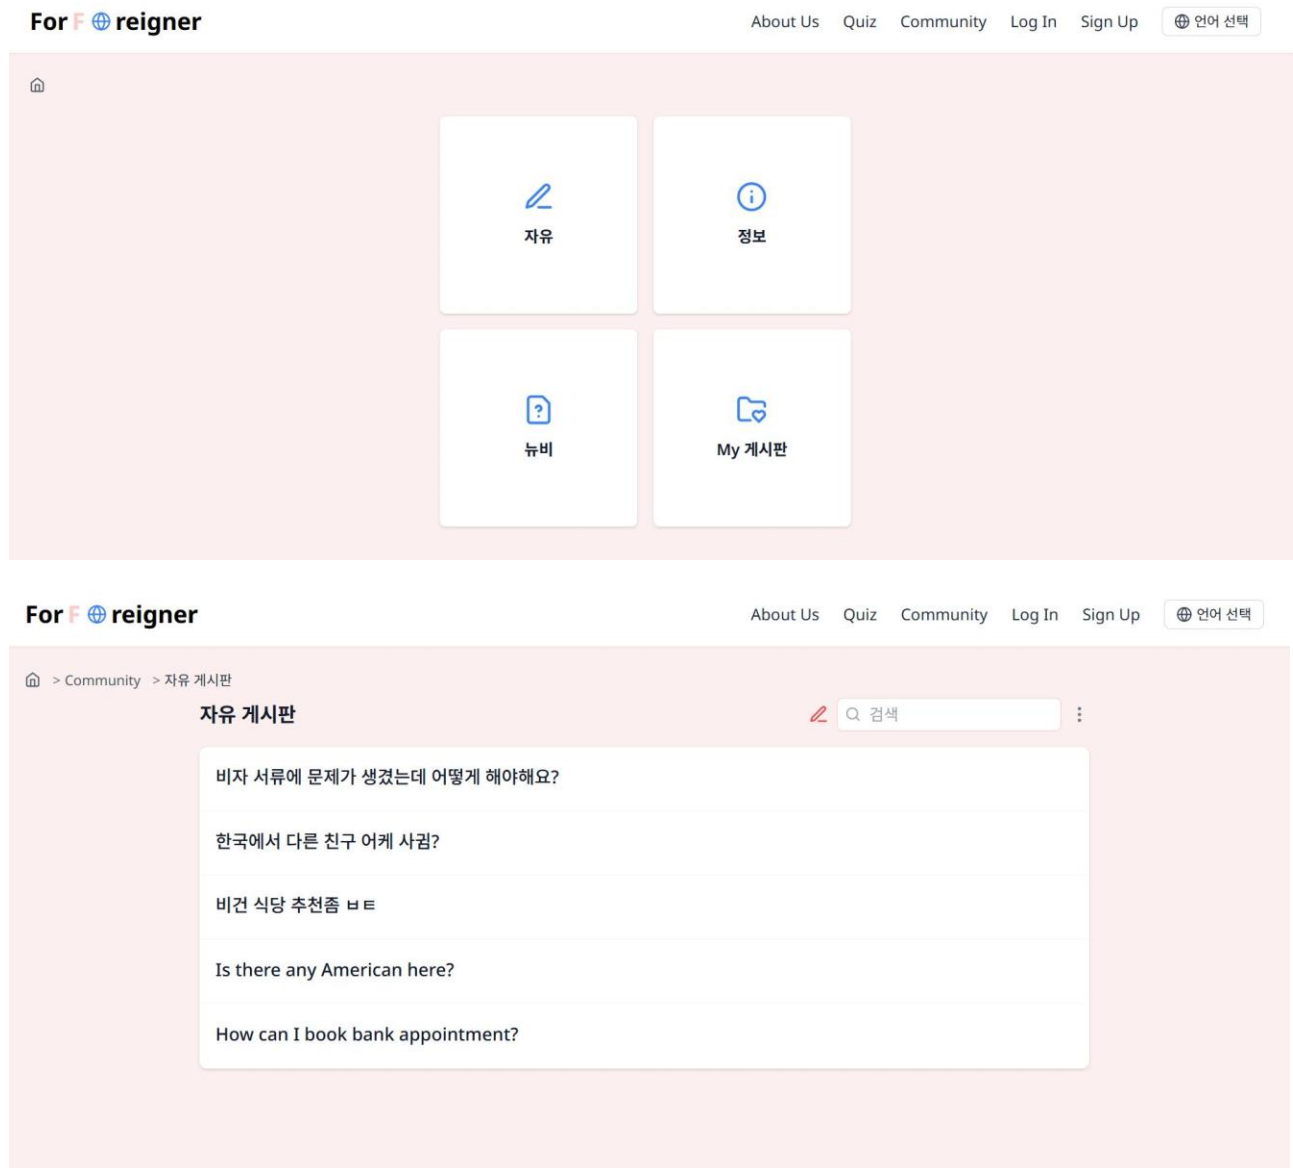 For F reigner
About Us Quiz Community Log In Sign Up 언어 선택
자유
정보
뉴비
My 게시판
For F reigner
About Us Quiz Community Log In Sign Up 언어 선택
> Community > 자유 게시판
자유 게시판
검색
비자 서류에 문제가 생겼는데 어떻게 해야해요?
한국에서 다른 친구 어케 사귐?
비건 식당 추천좀 ㅂㅌ
Is there any American here?
How can I book bank appointment?